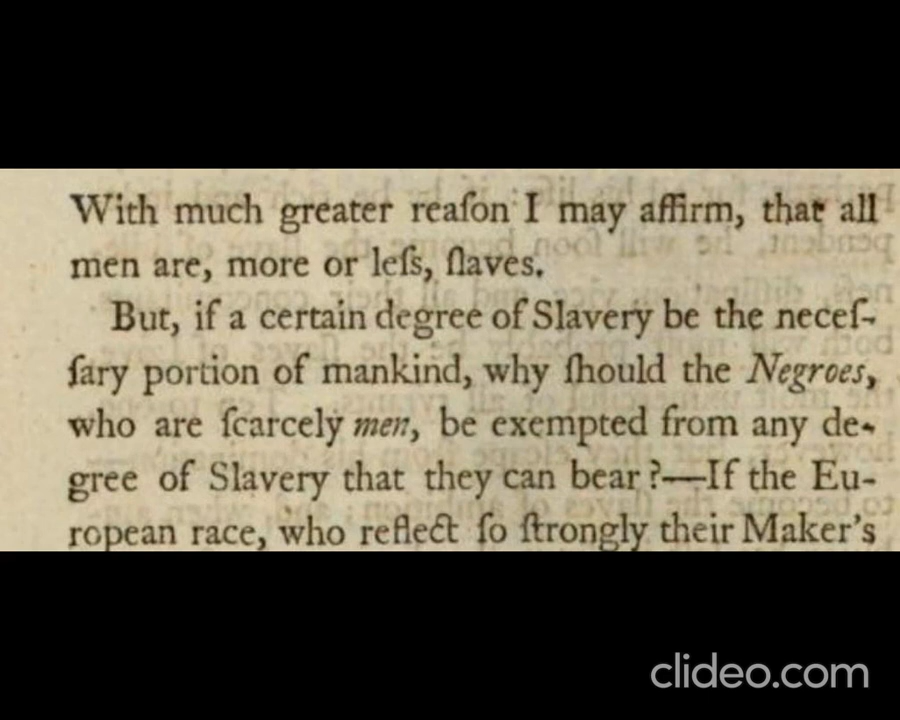 With much greater reaſon I may affirm, that all
men are, more or leſs, ſlaves.
But, if a certain degree of Slavery be the neceſ-
ſary portion of mankind, why ſhould the Negroes,
who are ſcarcely men, be exempted from any de-
gree of Slavery that they can bear?—If the Eu-
ropean race, who reflect ſo ſtrongly their Maker's
clideo.com